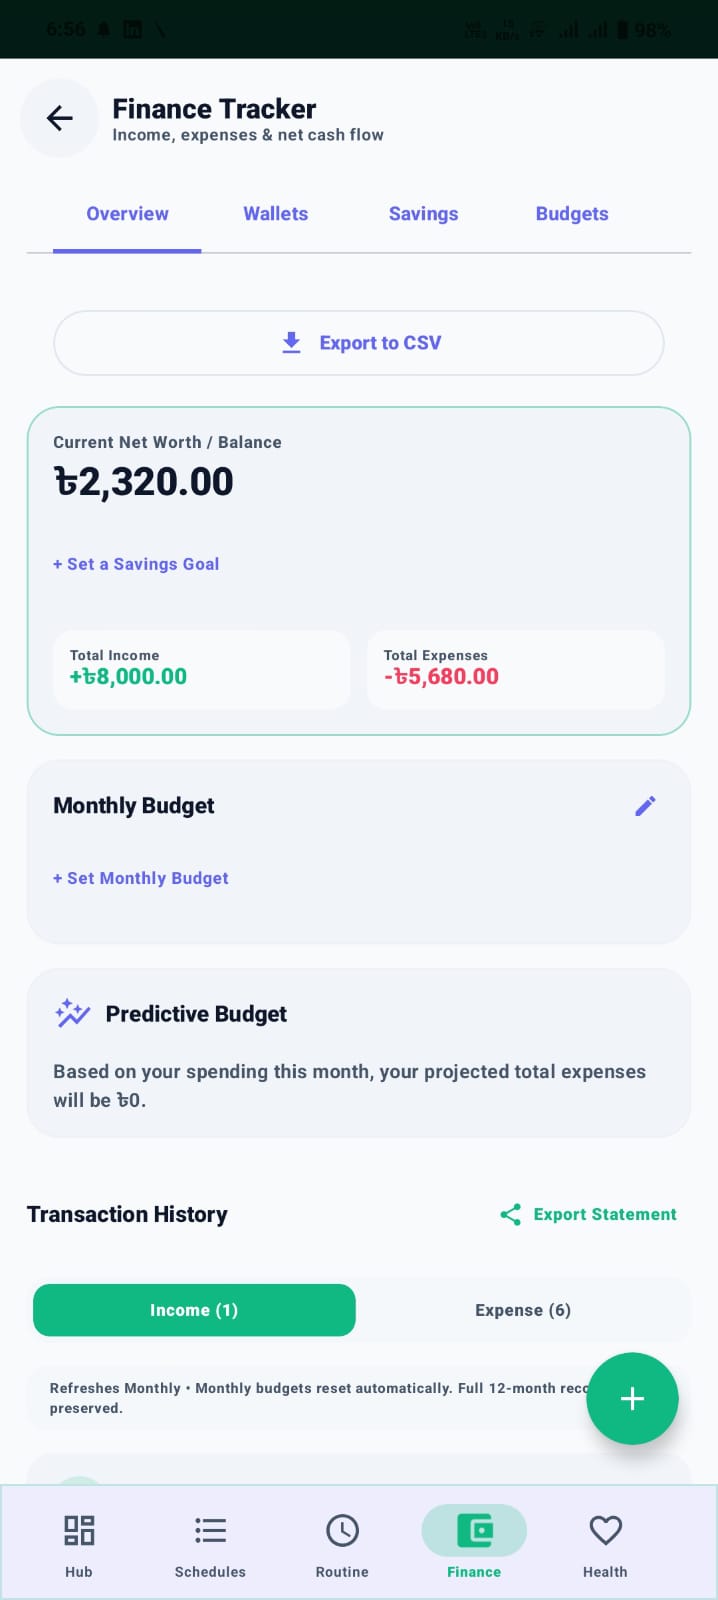 6:56
98%
Finance Tracker
Income, expenses & net cash flow
Overview Wallets Savings Budgets
Export to CSV
Current Net Worth / Balance
৳2,320.00
+ Set a Savings Goal
Total Income Total Expenses
+৳8,000.00 -৳5,680.00
Monthly Budget
+ Set Monthly Budget
Predictive Budget
Based on your spending this month, your projected total expenses
will be ৳0.
Transaction History Export Statement
Income (1) Expense (6)
Refreshes Monthly • Monthly budgets reset automatically. Full 12-month
preserved.
Hub Schedules Routine Finance Health